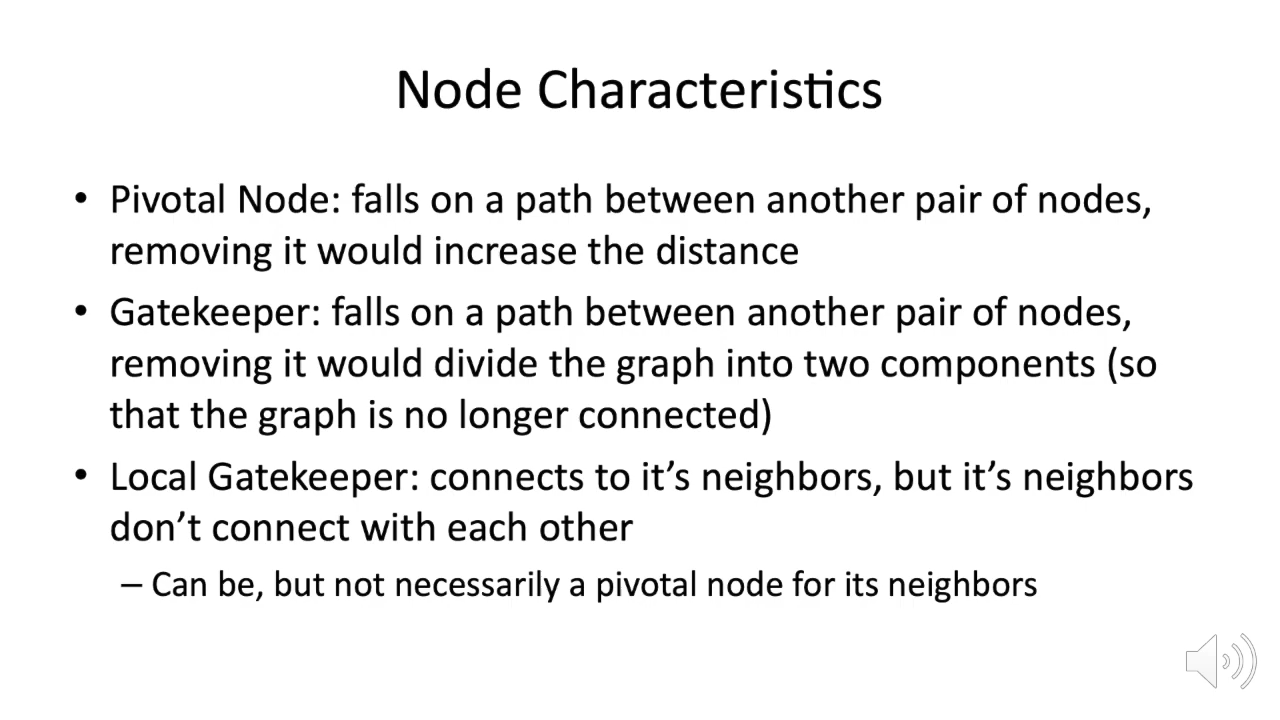 Node Characteristics
• Pivotal Node: falls on a path between another pair of nodes,
removing it would increase the distance
• Gatekeeper: falls on a path between another pair of nodes,
removing it would divide the graph into two components (so
that the graph is no longer connected)
• Local Gatekeeper: connects to it’s neighbors, but it’s neighbors
don’t connect with each other
– Can be, but not necessarily a pivotal node for its neighbors